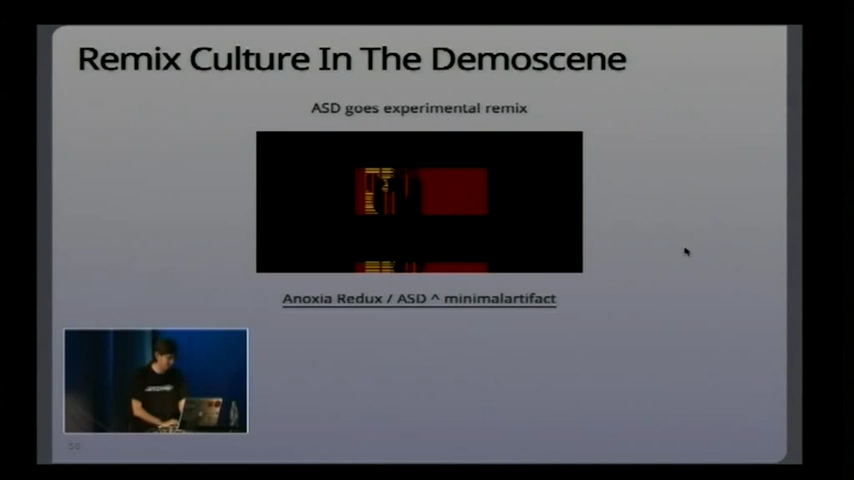 Remix Culture In The Demoscene
ASD goes experimental remix
Anoxia Redux / ASD ^ minimalartifact